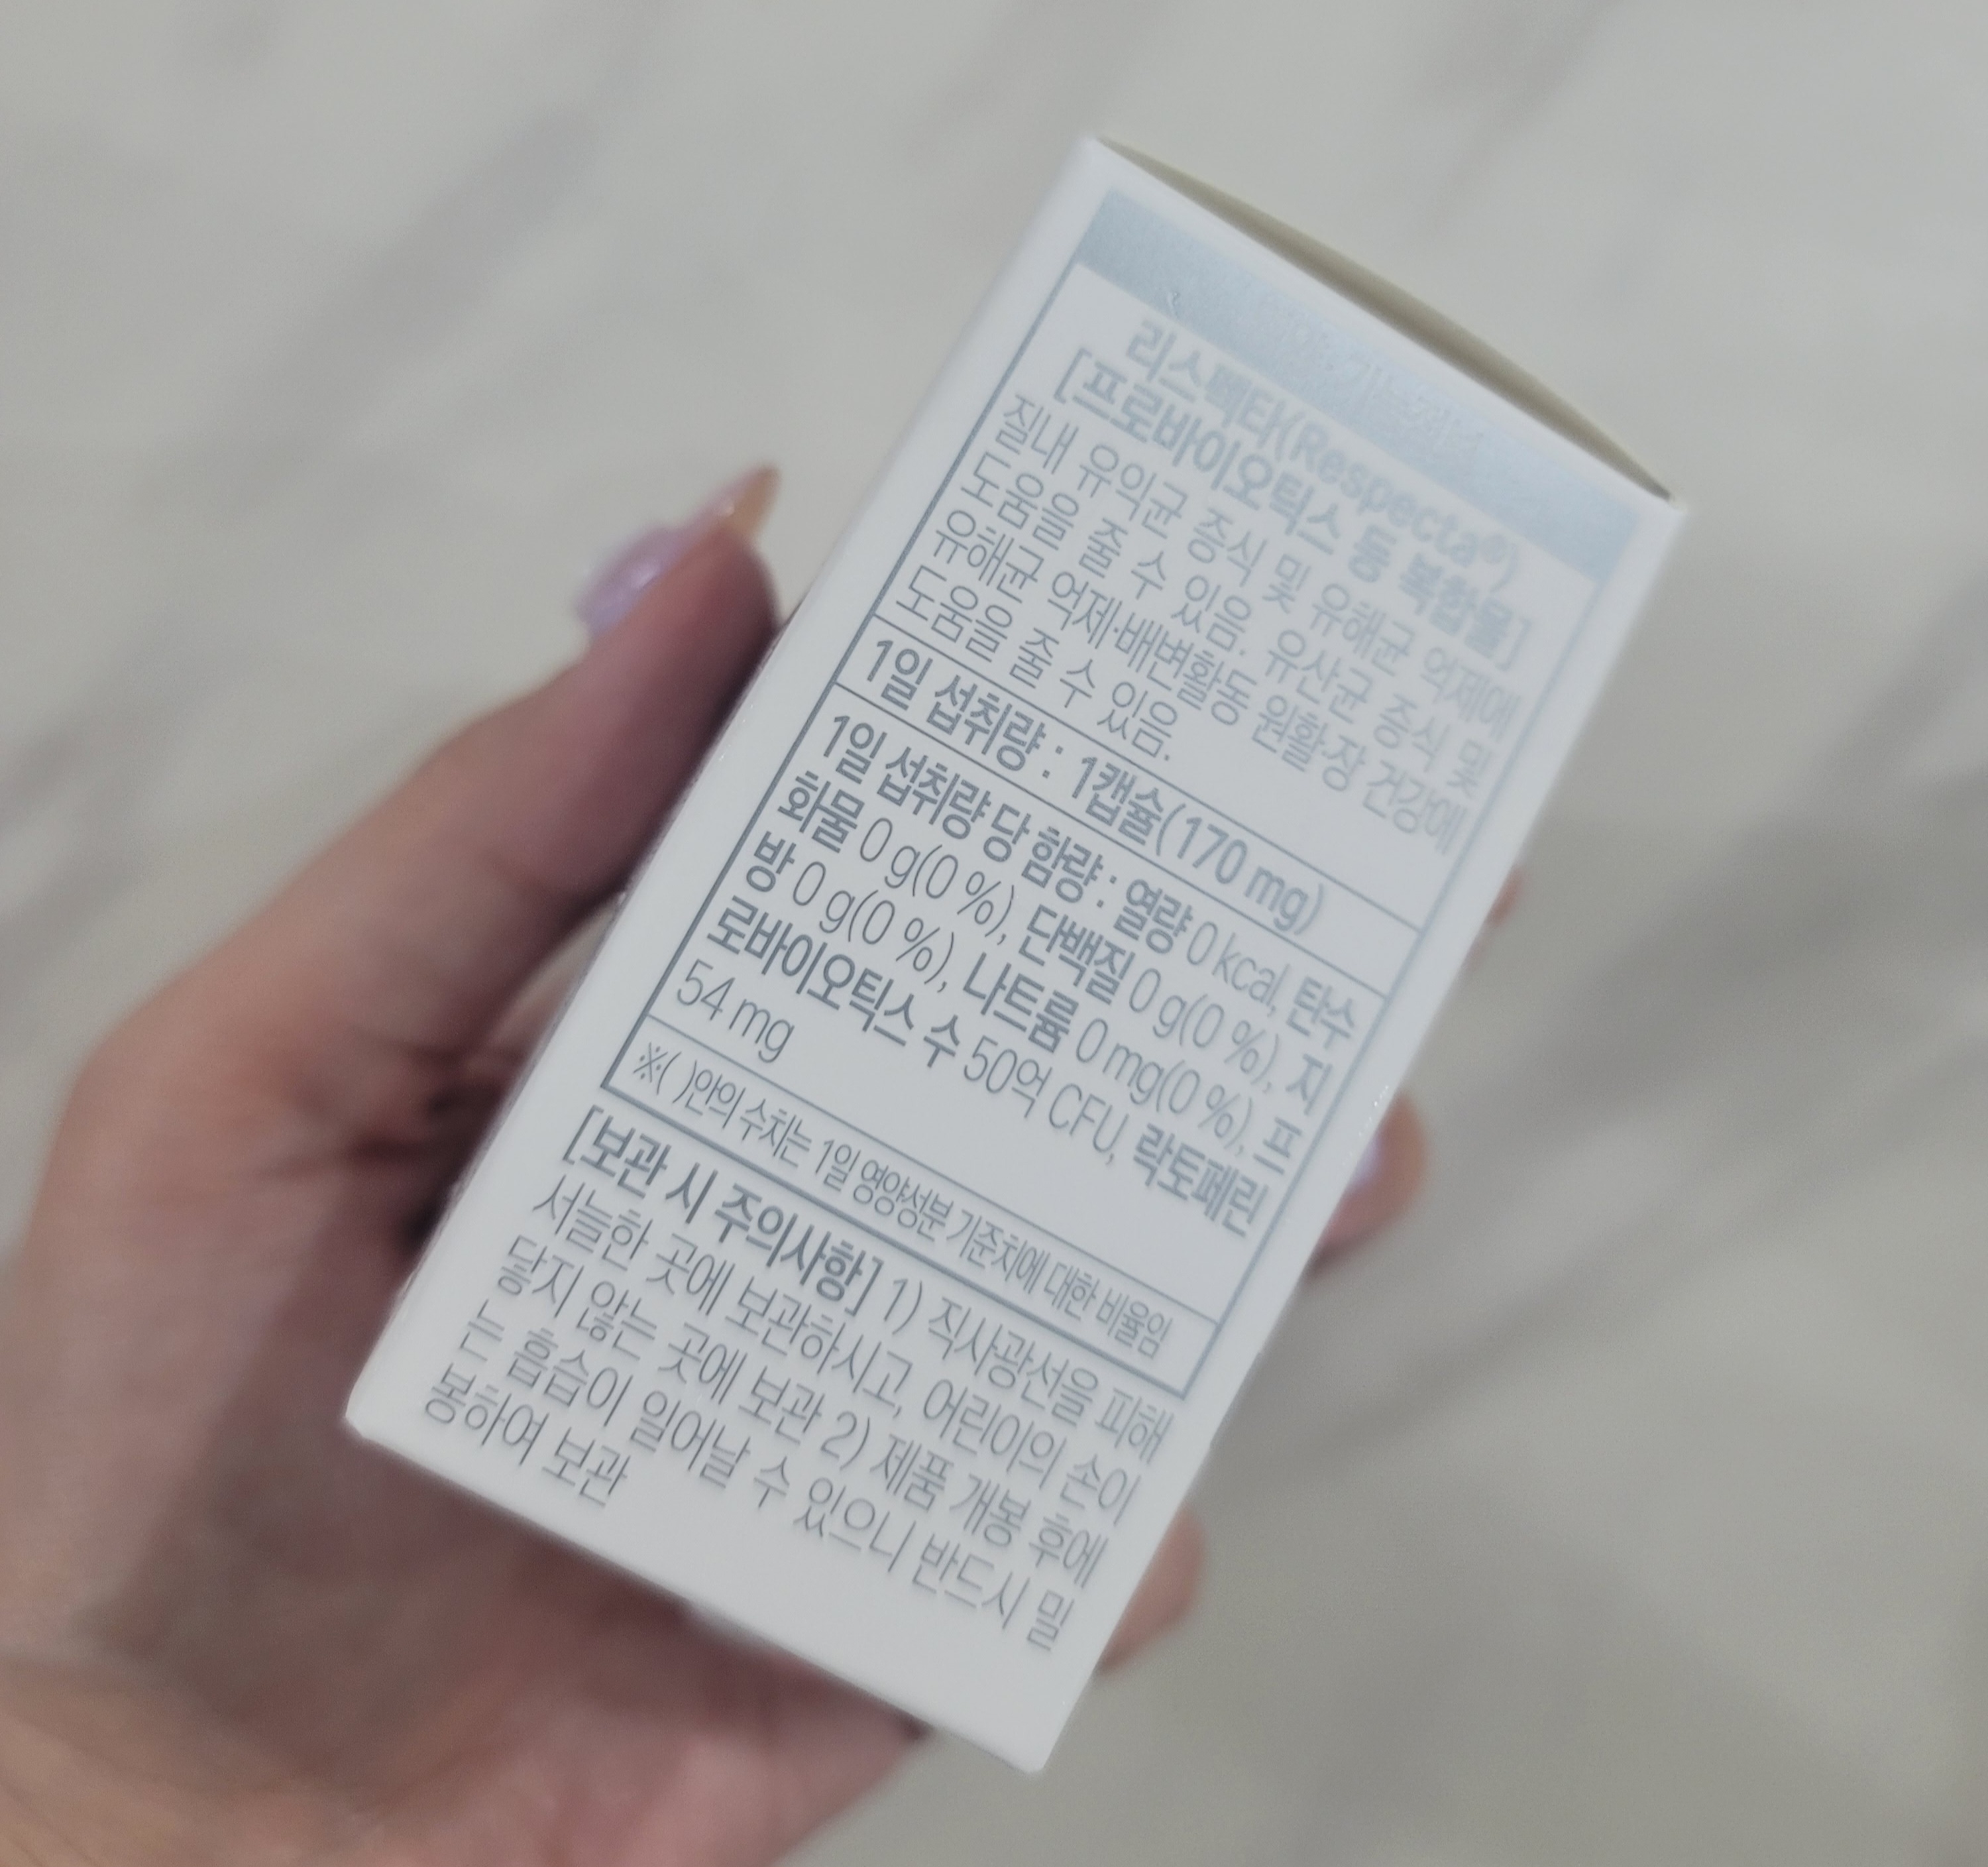 리스펙타(Respecta®)
[프로바이오틱스 등 복합물]
질내 유익균 증식 및 유해균 억제에
도움을 줄 수 있음. 유산균 증식 및
유해균 억제·배변활동 원활·장 건강에
도움을 줄 수 있음.
1일 섭취량 : 1캡슐(170 mg)
1일 섭취량 당 함량 : 열량 0 kcal, 탄수
화물 0 g(0 %), 단백질 0 g(0 %), 지
방 0 g(0 %), 나트륨 0 mg(0 %), 프
로바이오틱스 수 50억 CFU, 락토페린
54 mg
※( )안의 수치는 1일 영양성분 기준치에 대한 비율임
[보관 시 주의사항] 1) 직사광선을 피해
서늘한 곳에 보관하시고, 어린이의 손이
닿지 않는 곳에 보관 2) 제품 개봉 후에
는 흡습이 일어날 수 있으니 반드시 밀
봉하여 보관